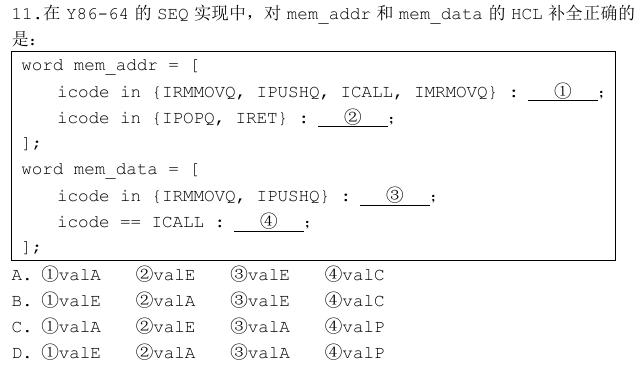 11.在 Y86-64 的 SEQ 实现中，对 mem_addr 和 mem_data 的 HCL 补全正确的
是：
word mem_addr = [
icode in {IRMMOVQ, IPUSHQ, ICALL, IMRMOVQ} : ① ;
icode in {IPOPQ, IRET} : ② ;
];
word mem_data = [
icode in {IRMMOVQ, IPUSHQ} : ③ ;
icode == ICALL : ④ ;
];
A. ①valA ②valE ③valE ④valC
B. ①valE ②valA ③valE ④valC
C. ①valA ②valE ③valA ④valP
D. ①valE ②valA ③valA ④valP